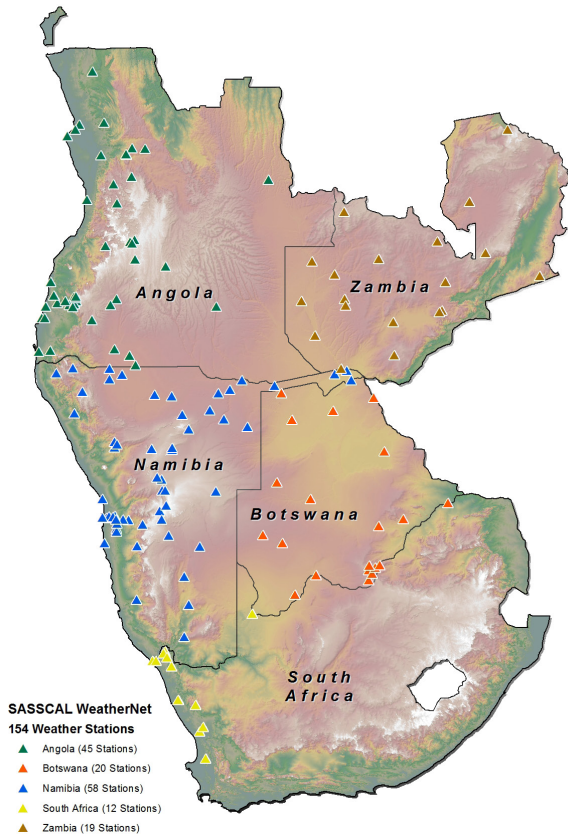 Angola
Zambia
Namibia
Botswana
South
Africa
SASSCAL WeatherNet
154 Weather Stations
Angola (45 Stations)
Botswana (20 Stations)
Namibia (58 Stations)
South Africa (12 Stations)
Zambia (19 Stations)